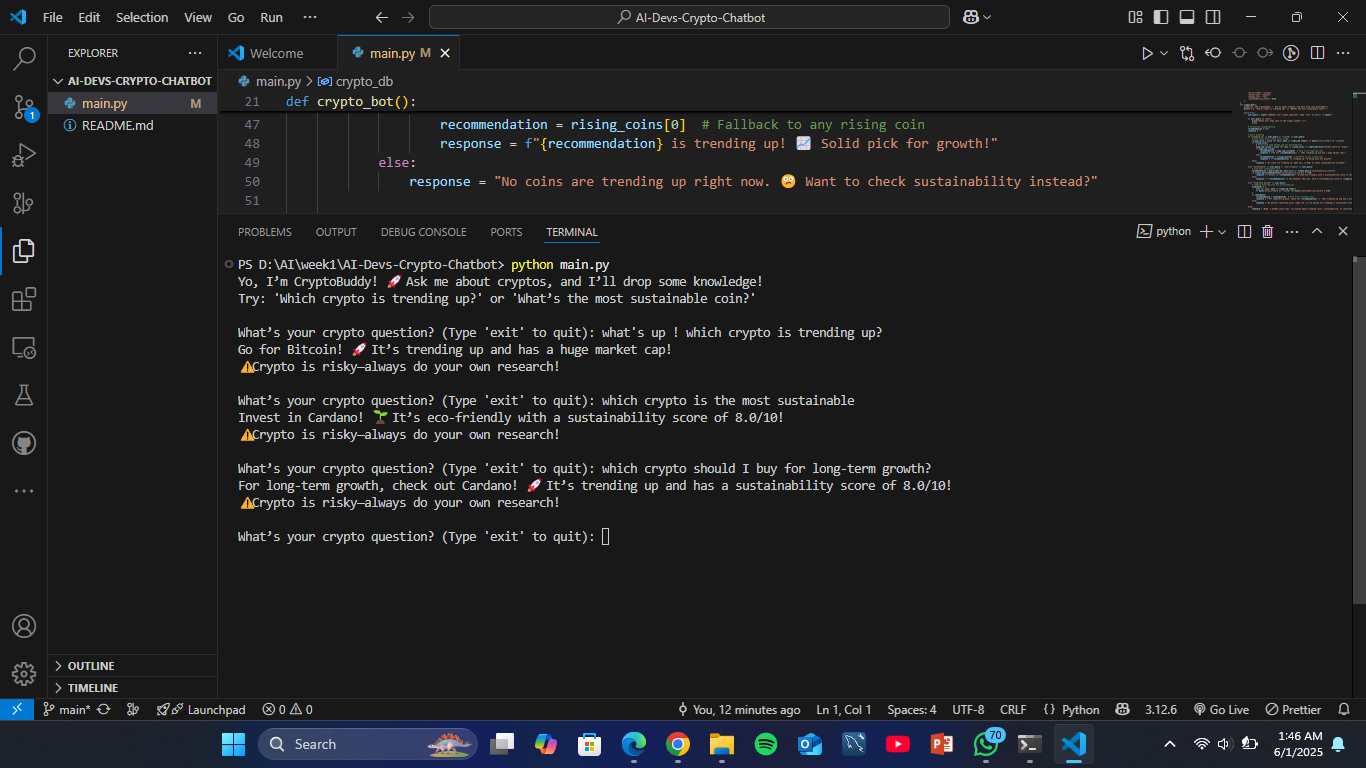 File Edit Selection View Go Run ···
AI-Devs-Crypto-Chatbot
EXPLORER
Welcome
main.py M
AI-DEVS-CRYPTO-CHATBOT
main.py M
README.md
main.py > crypto_db
21 def crypto_bot():
47 recommendation = rising_coins[0]  # Fallback to any rising coin
48 response = f"{recommendation} is trending up! 📈 Solid pick for growth!"
49 else:
50 response = "No coins are trending up right now. 😕 Want to check sustainability instead?"
51
1
PROBLEMS OUTPUT DEBUG CONSOLE PORTS TERMINAL
python
PS D:\AI\week1\AI-Devs-Crypto-Chatbot> python main.py
Yo, I’m CryptoBuddy! 🚀 Ask me about cryptos, and I’ll drop some knowledge!
Try: 'Which crypto is trending up?' or 'What’s the most sustainable coin?'
What’s your crypto question? (Type 'exit' to quit): what's up ! which crypto is trending up?
Go for Bitcoin! 🚀 It’s trending up and has a huge market cap!
⚠️Crypto is risky—always do your own research!
What’s your crypto question? (Type 'exit' to quit): which crypto is the most sustainable
Invest in Cardano! 🌱 It’s eco-friendly with a sustainability score of 8.0/10!
⚠️Crypto is risky—always do your own research!
What’s your crypto question? (Type 'exit' to quit): which crypto should I buy for long-term growth?
For long-term growth, check out Cardano! 🚀 It’s trending up and has a sustainability score of 8.0/10!
⚠️Crypto is risky—always do your own research!
What’s your crypto question? (Type 'exit' to quit):
OUTLINE
TIMELINE
main* Launchpad 0 0 You, 12 minutes ago Ln 1, Col 1 Spaces: 4 UTF-8 CRLF {} Python 3.12.6 Go Live Prettier
Search
70
1:46 AM
6/1/2025